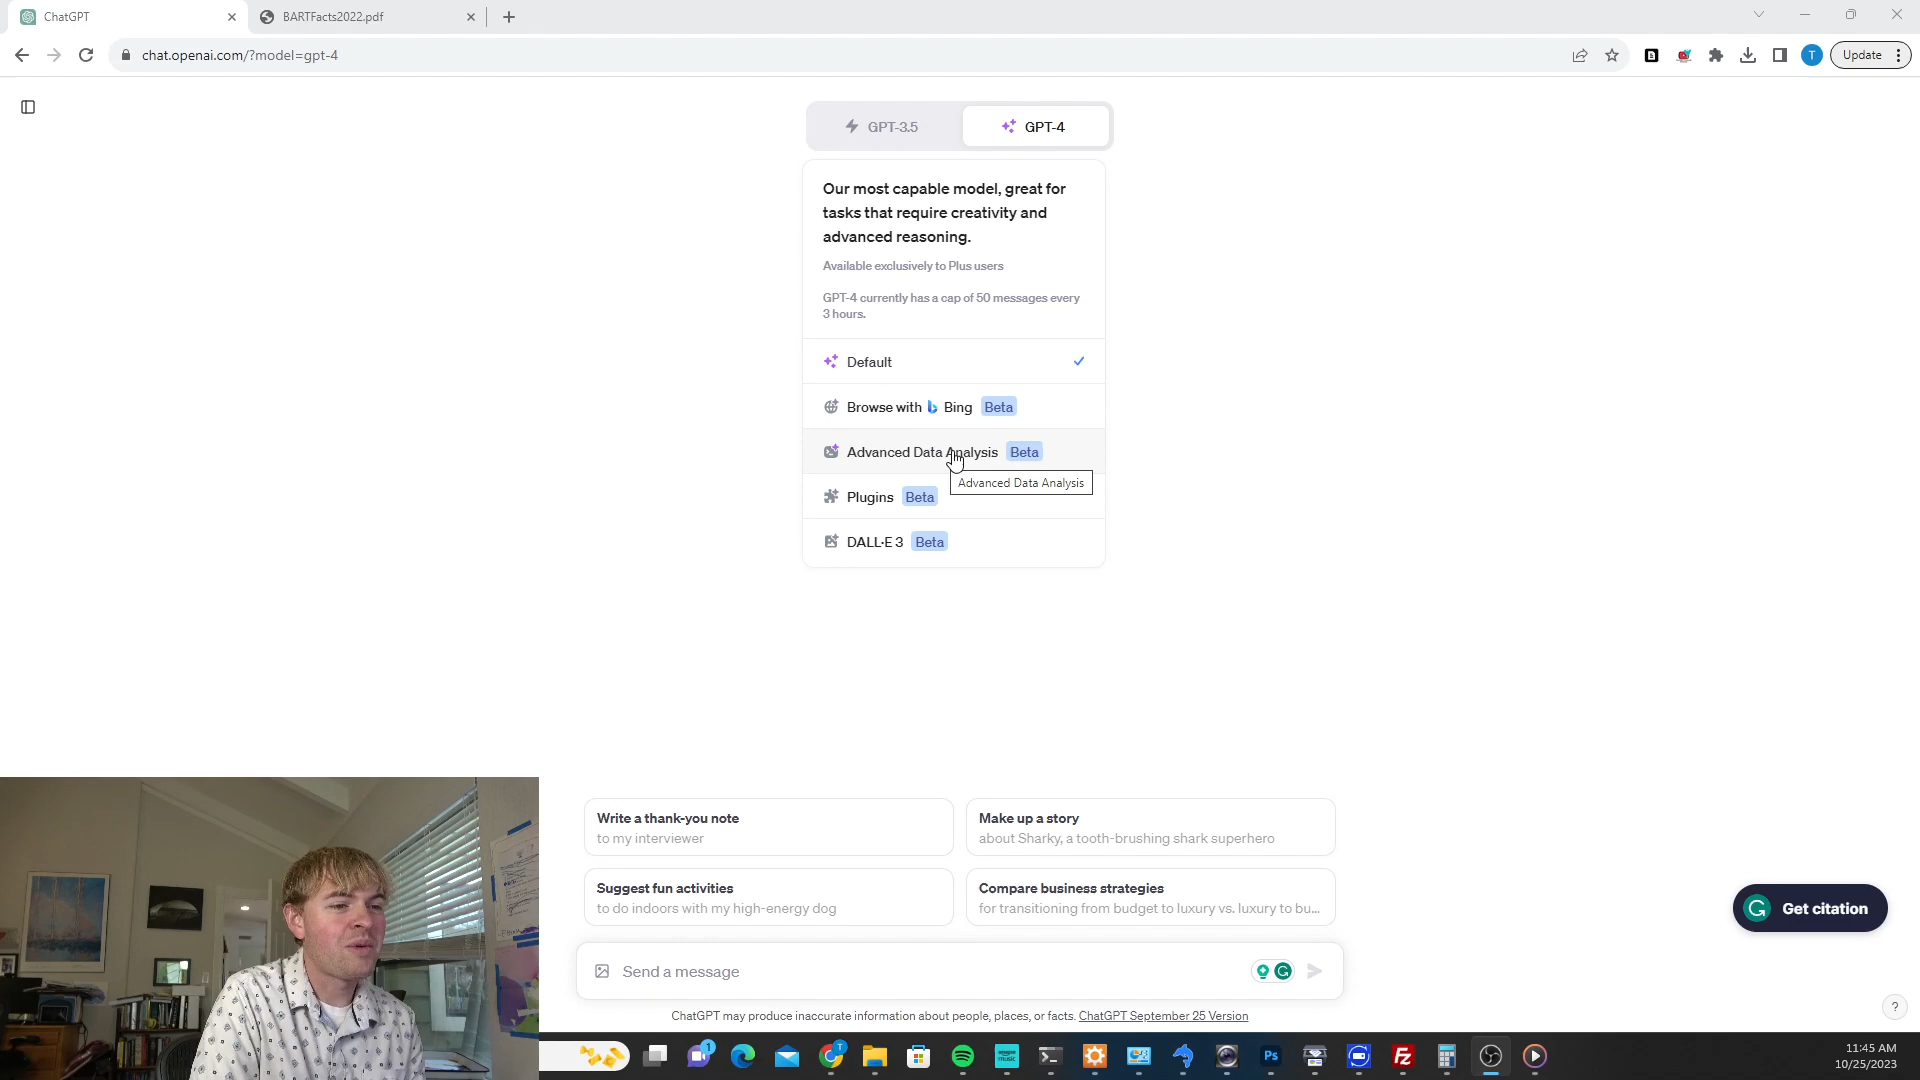 ChatGPT
BARTFacts2022.pdf
chat.openai.com/?model=gpt-4
T
Update
GPT-3.5
GPT-4
Our most capable model, great for
tasks that require creativity and
advanced reasoning.
Available exclusively to Plus users
GPT-4 currently has a cap of 50 messages every
3 hours.
Default
Browse with Bing Beta
Advanced Data Analysis Beta
Advanced Data Analysis
Plugins Beta
DALL·E 3 Beta
Write a thank-you note
to my interviewer
Make up a story
about Sharky, a tooth-brushing shark superhero
Suggest fun activities
to do indoors with my high-energy dog
Compare business strategies
for transitioning from budget to luxury vs. luxury to bu...
Get citation
Send a message
?
ChatGPT may produce inaccurate information about people, places, or facts. ChatGPT September 25 Version
1
T
amazon music
Ps
Fz
11:45 AM
10/25/2023